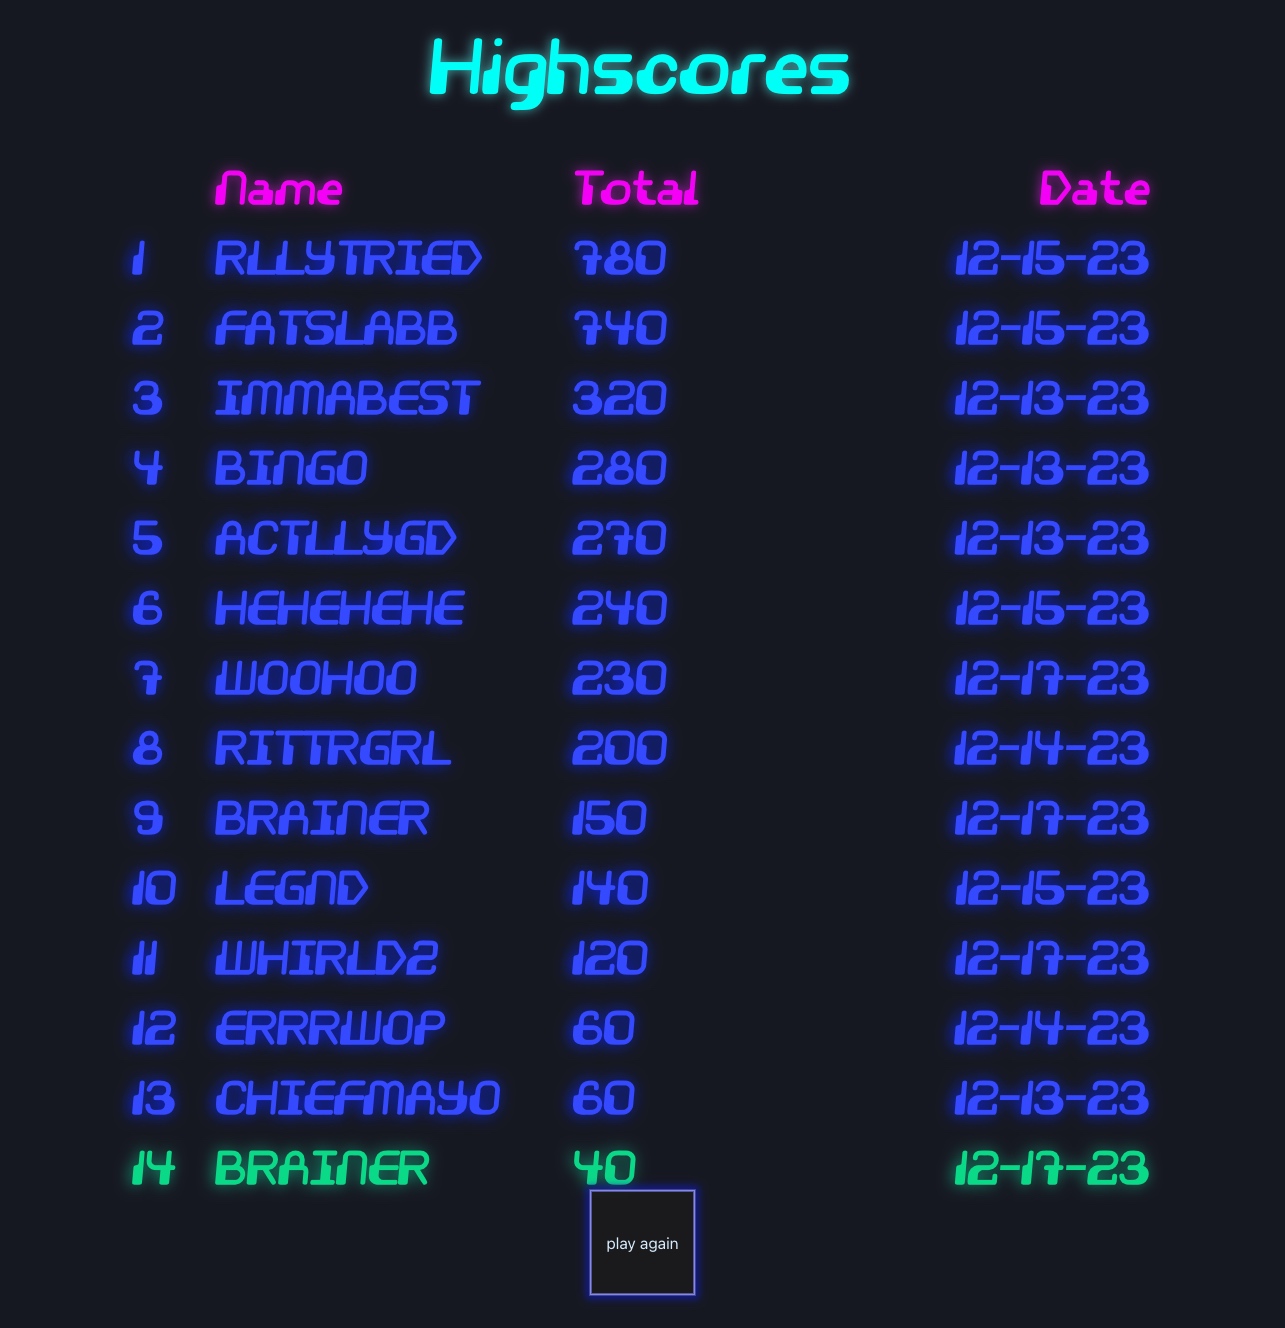 Highscores
Name Total Date
1 RLLYTRIED 780 12-15-23
2 FATSLABB 740 12-15-23
3 IMMABEST 320 12-13-23
4 BINGO 280 12-13-23
5 ACTLLYGD 270 12-13-23
6 HEHEHEHE 240 12-15-23
7 WOOHOO 230 12-17-23
8 RITTRGRL 200 12-14-23
9 BRAINER 150 12-17-23
10 LEGND 140 12-15-23
11 WHIRLD2 120 12-17-23
12 ERRRWOP 60 12-14-23
13 CHIEFMAYO 60 12-13-23
14 BRAINER 40 12-17-23
play again